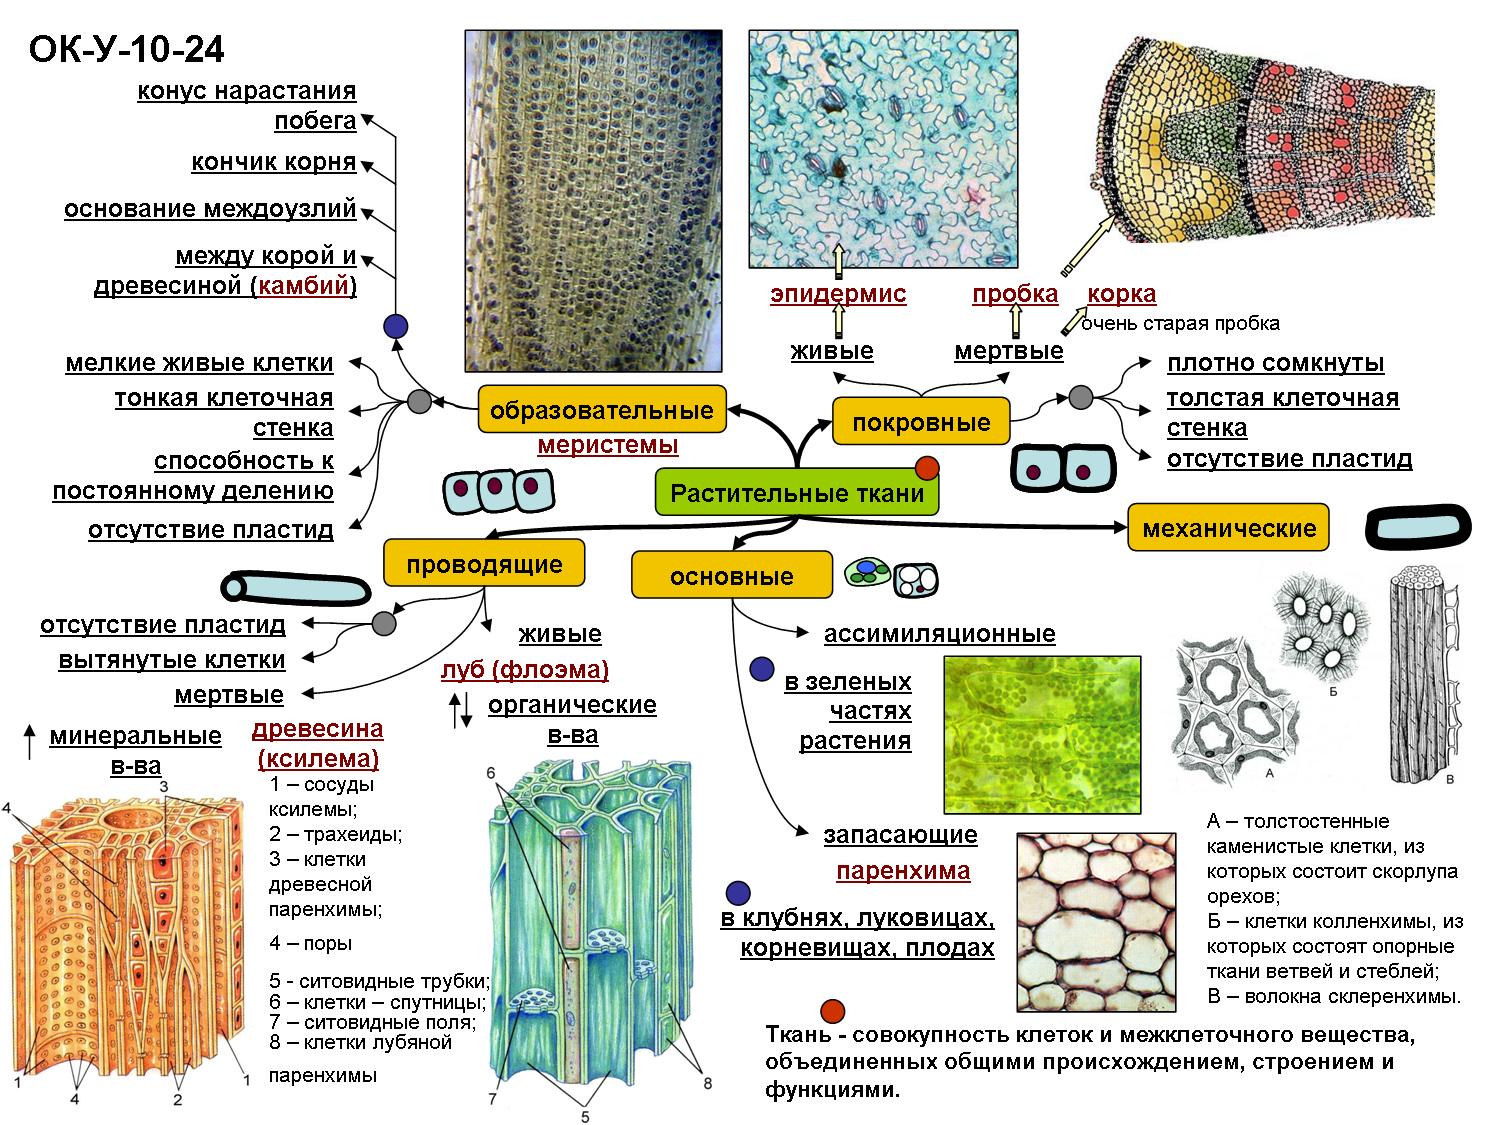 ОК-У-10-24
конус нарастания
побега
кончик корня
основание междоузлий
между корой и
древесиной (камбий)
мелкие живые клетки
тонкая клеточная
стенка
способность к
постоянному делению
отсутствие пластид
образовательные
меристемы
эпидермис
пробка
корка
очень старая пробка
живые
мертвые
покровные
плотно сомкнуты
толстая клеточная
стенка
отсутствие пластид
Растительные ткани
механические
проводящие
основные
отсутствие пластид
вытянутые клетки
мертвые
живые
луб (флоэма)
органические
в-ва
минеральные
в-ва
древесина
(ксилема)
1 – сосуды
ксилемы;
2 – трахеиды;
3 – клетки
древесной
паренхимы;
4 – поры
5 - ситовидные трубки;
6 – клетки – спутницы;
7 – ситовидные поля;
8 – клетки лубяной
паренхимы
3
4
1
4
2
1
6
7
5
8
ассимиляционные
в зеленых
частях
растения
запасающие
паренхима
в клубнях, луковицах,
корневищах, плодах
А
Б
В
А – толстостенные
каменистые клетки, из
которых состоит скорлупа
орехов;
Б – клетки колленхимы, из
которых состоят опорные
ткани ветвей и стеблей;
В – волокна склеренхимы.
Ткань - совокупность клеток и межклеточного вещества,
объединенных общими происхождением, строением и
функциями.